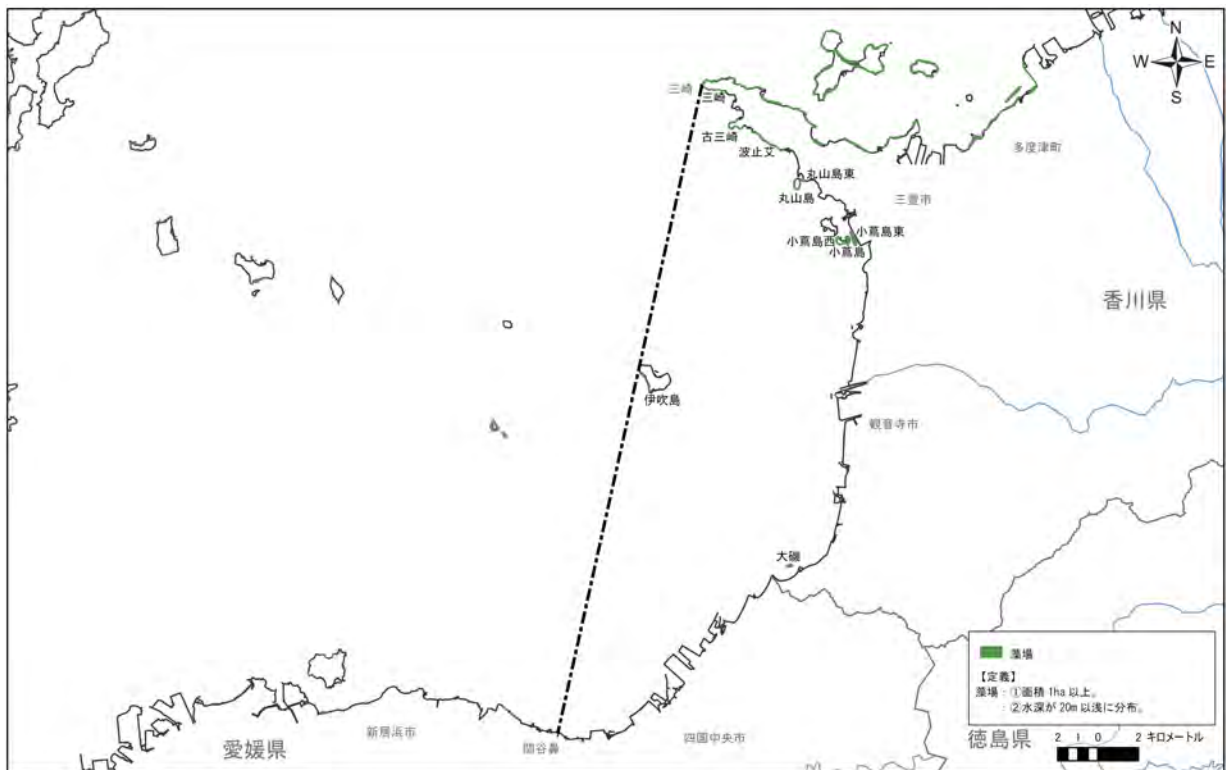 N
W E
S
三崎
三崎
古三崎
波止艾
丸山島東
丸山島
多度津町
三豊市
小蔦島東
小蔦島西
小蔦島
香川県
伊吹島
観音寺市
大磯
藻場
【定義】
藻場:①面積 1ha 以上。
:②水深が 20m 以浅に分布。
2 1 0 2 キロメートル
徳島県
四国中央市
新居浜市
愛媛県
関谷鼻